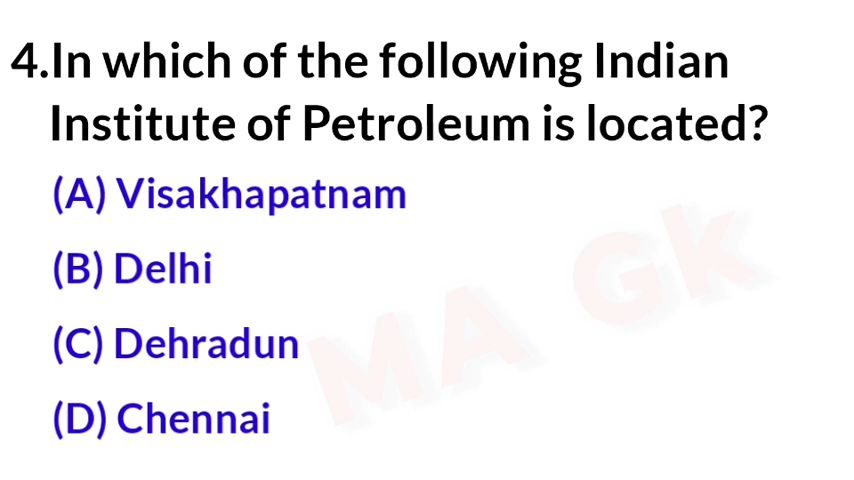 4.In which of the following Indian
Institute of Petroleum is located?
(A) Visakhapatnam
(B) Delhi
(C) Dehradun
(D) Chennai
MA Gk